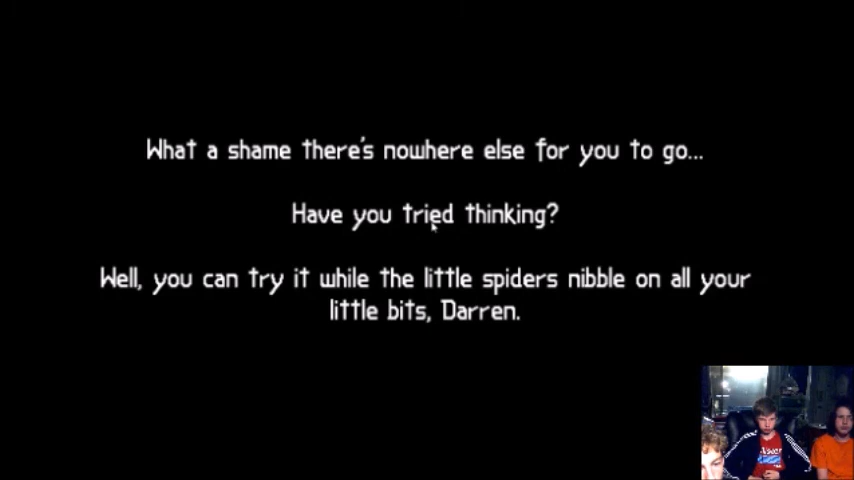 What a shame there's nowhere else for you to go...
Have you tried thinking?
Well, you can try it while the little spiders nibble on all your
little bits, Darren.